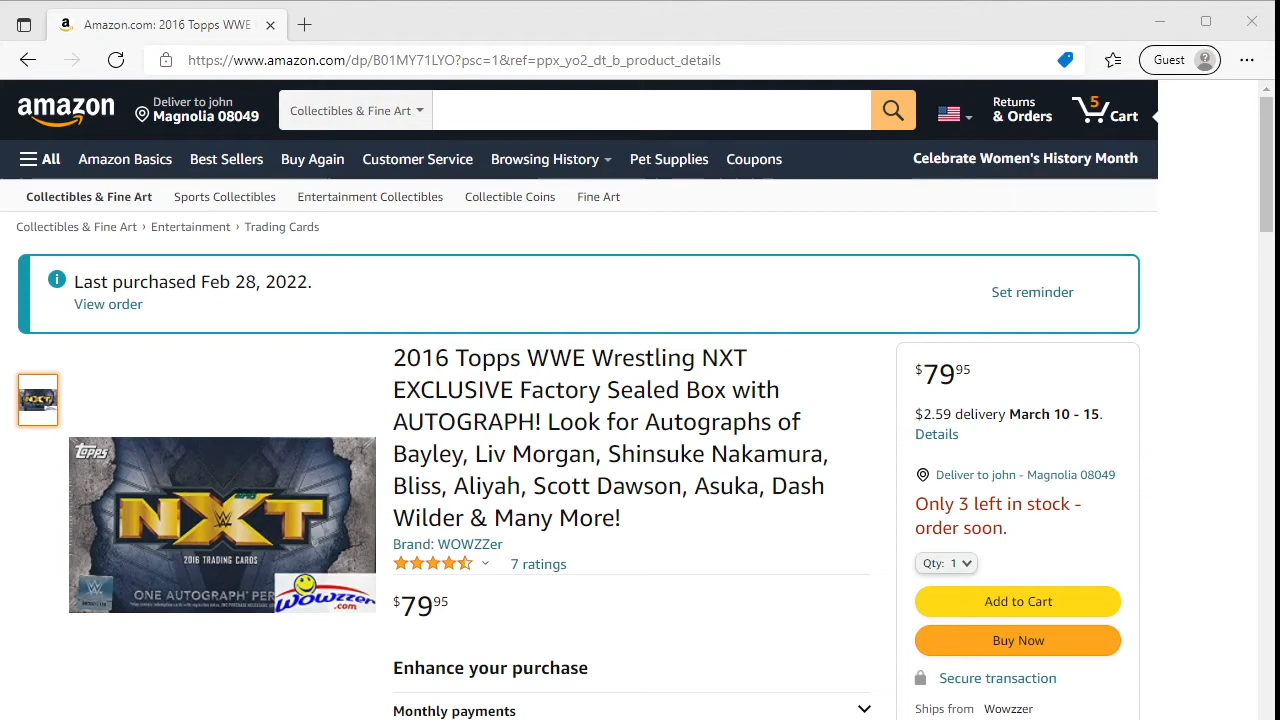 Amazon.com: 2016 Topps WWE
https://www.amazon.com/dp/B01MY71LYO?psc=1&ref=ppx_yo2_dt_b_product_details
Guest
amazon
Deliver to john
Magnolia 08049
Collectibles & Fine Art
Returns
& Orders
5
Cart
All
Amazon Basics
Best Sellers
Buy Again
Customer Service
Browsing History
Pet Supplies
Coupons
Celebrate Women's History Month
Collectibles & Fine Art
Sports Collectibles
Entertainment Collectibles
Collectible Coins
Fine Art
Collectibles & Fine Art › Entertainment › Trading Cards
Last purchased Feb 28, 2022.
View order
Set reminder
2016 Topps WWE Wrestling NXT
EXCLUSIVE Factory Sealed Box with
AUTOGRAPH! Look for Autographs of
Bayley, Liv Morgan, Shinsuke Nakamura,
Bliss, Aliyah, Scott Dawson, Asuka, Dash
Wilder & Many More!
Brand: WOWZZer
7 ratings
$79.95
Enhance your purchase
Monthly payments
Topps
NXT
2016 TRADING CARDS
ONE AUTOGRAPH PER
WOWZZer.com
$79.95
$2.59 delivery March 10 - 15.
Details
Deliver to john - Magnolia 08049
Only 3 left in stock -
order soon.
Qty: 1
Add to Cart
Buy Now
Secure transaction
Ships from Wowzzer